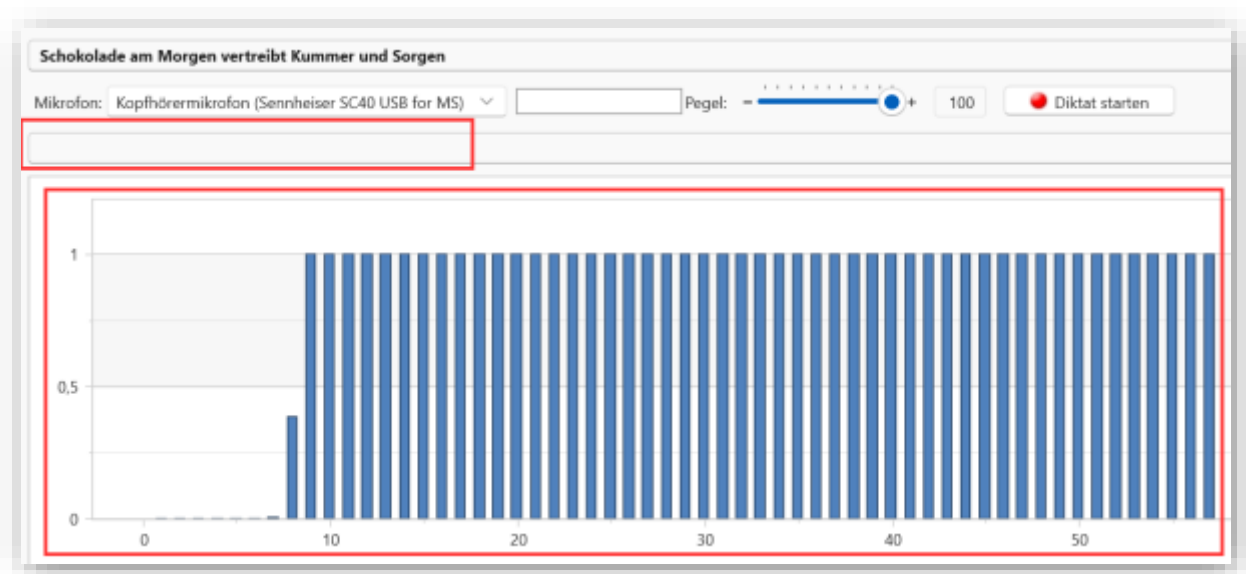 Schokolade am Morgen vertreibt Kummer und Sorgen
Mikrofon: Kopfhörermikrofon (Sennheiser SC40 USB for MS) Pegel: - + 100 Diktat starten
1
0,5
0
0 10 20 30 40 50